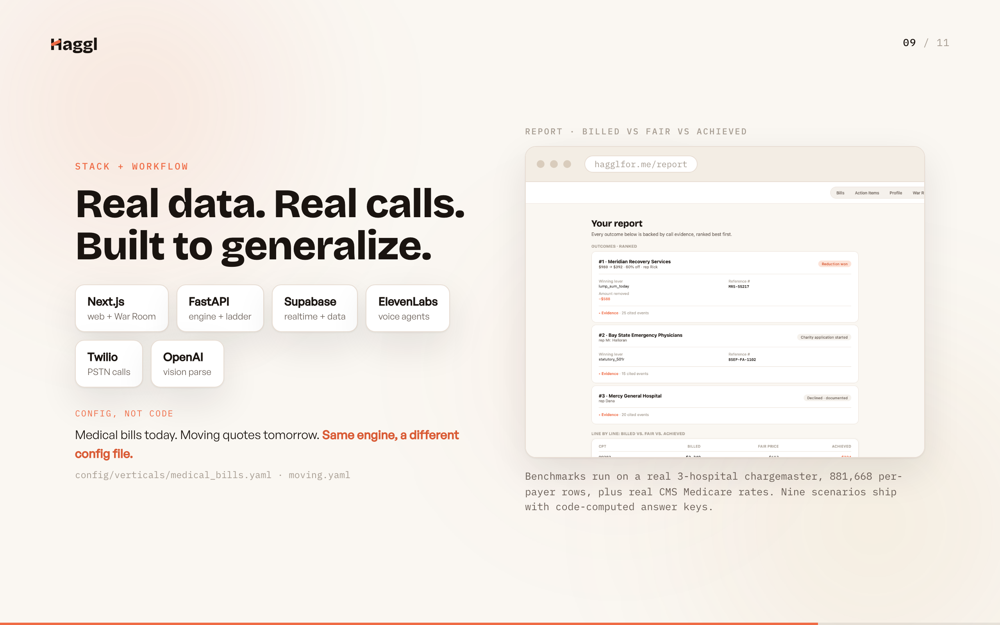 Haggl
09 / 11
STACK + WORKFLOW
Real data. Real calls.
Built to generalize.
Next.js
web + War Room
FastAPI
engine + ladder
Supabase
realtime + data
ElevenLabs
voice agents
Twilio
PSTN calls
OpenAI
vision parse
CONFIG, NOT CODE
Medical bills today. Moving quotes tomorrow. Same engine, a different
config file.
config/verticals/medical_bills.yaml · moving.yaml
REPORT · BILLED VS FAIR VS ACHIEVED
hagglfor.me/report
Bills Action Items Profile War R
Your report
Every outcome below is backed by call evidence, ranked best first.
OUTCOMES · RANKED
#1 · Meridian Recovery Services
$980 → $392 · 60% off · rep Rick
Reduction won
Winning lever
lump_sum_today
Reference #
MRS-55217
Amount removed
−$588
▸ Evidence · 25 cited events
#2 · Bay State Emergency Physicians
rep Mr. Halloran
Charity application started
Winning lever
statutory_501r
Reference #
BSEP-FA-1102
▸ Evidence · 15 cited events
#3 · Mercy General Hospital
rep Dana
Declined · documented
▸ Evidence · 20 cited events
LINE BY LINE: BILLED VS. FAIR VS. ACHIEVED
CPT BILLED FAIR PRICE ACHIEVED
Benchmarks run on a real 3-hospital chargemaster, 881,668 per-
payer rows, plus real CMS Medicare rates. Nine scenarios ship
with code-computed answer keys.